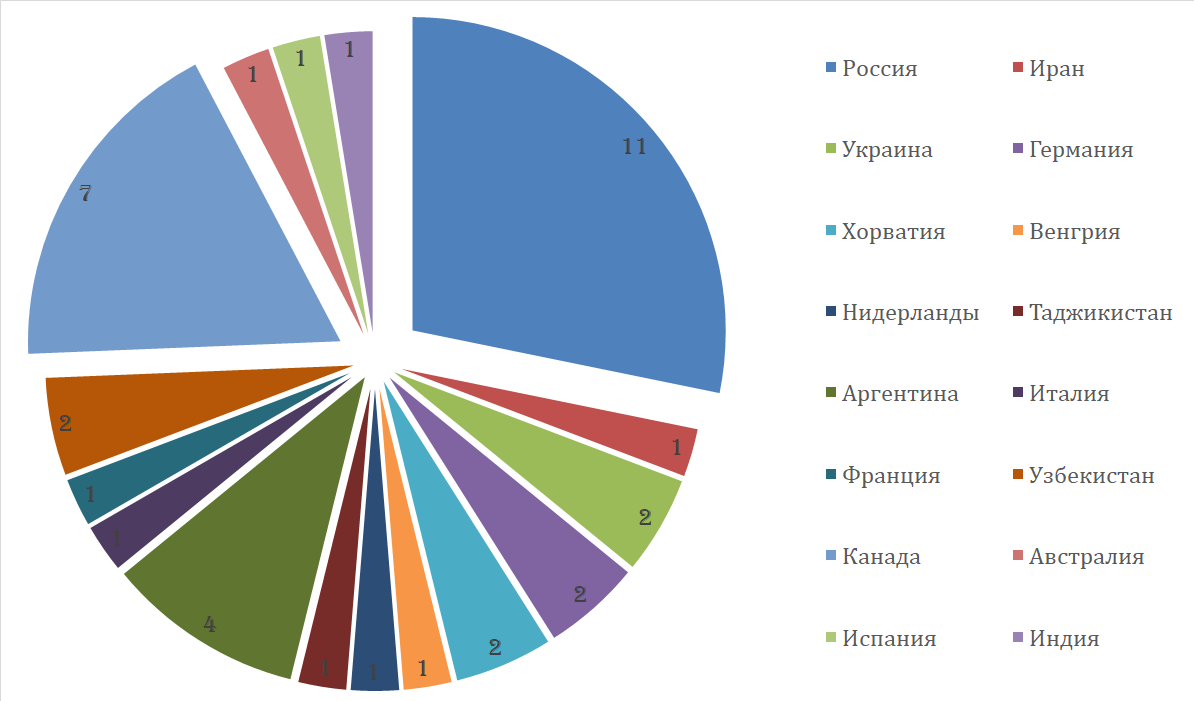 11
1
2
2
2
1
1
1
4
1
1
2
7
1
1
1
Россия Иран
Украина Германия
Хорватия Венгрия
Нидерланды Таджикистан
Аргентина Италия
Франция Узбекистан
Канада Австралия
Испания Индия